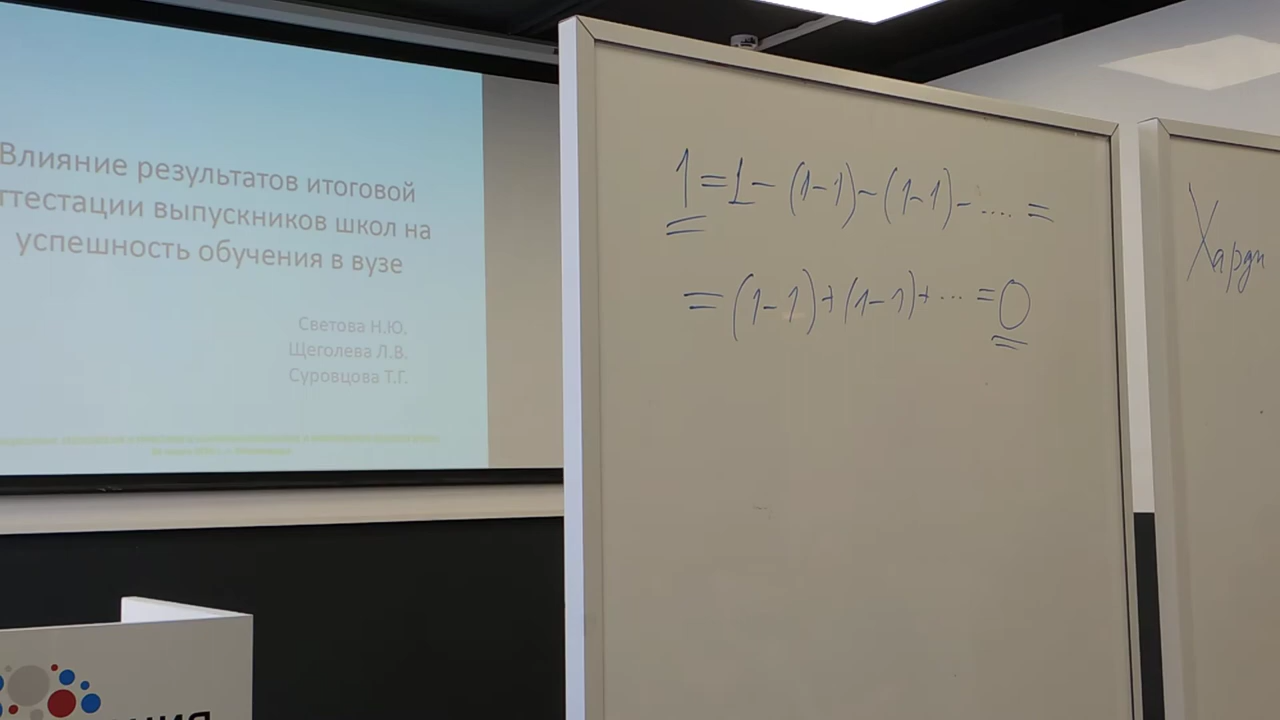 Влияние результатов итоговой
ттестации выпускников школ на
успешность обучения в вузе
Светова Н.Ю.
Щеголева Л.В.
Суровцова Т.Г.
1 = 1 - (1-1) - (1-1) - .... =
= (1-1) + (1-1) + ... = 0
Харди